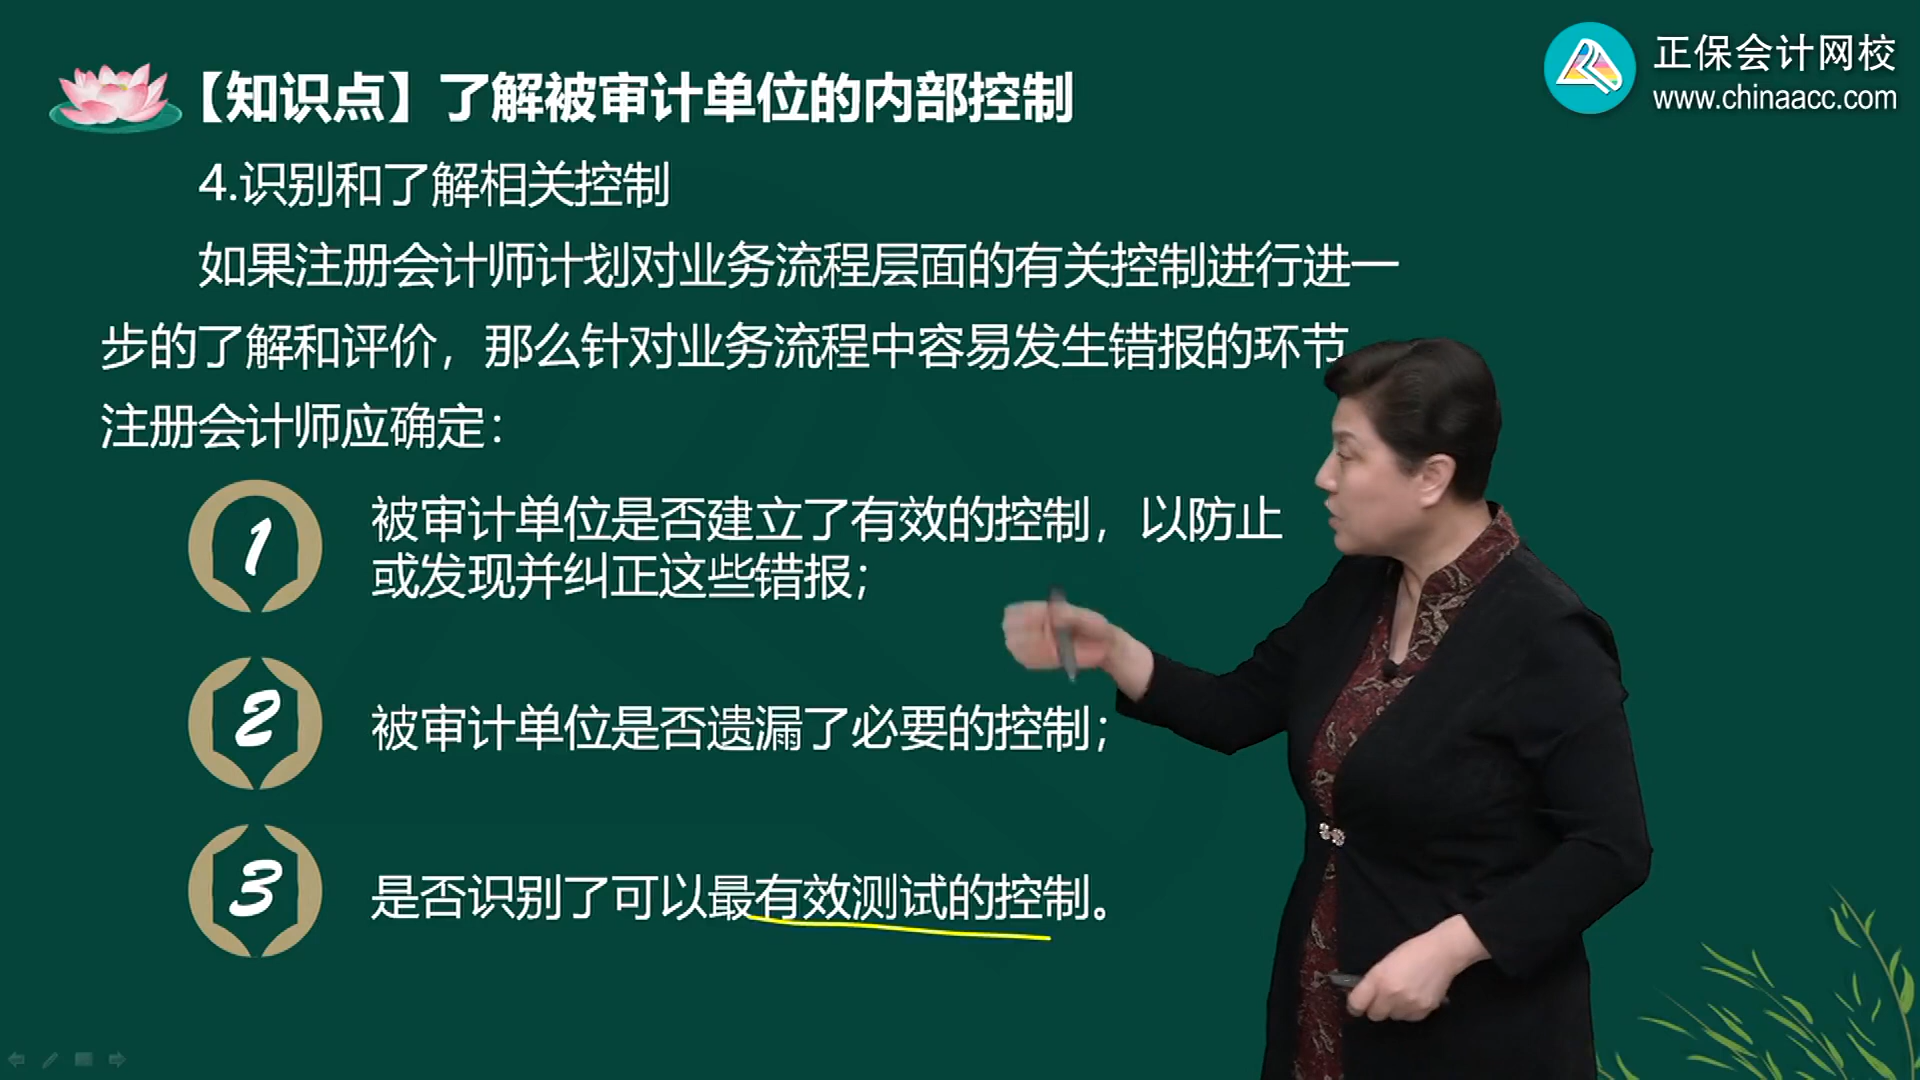 正保会计网校
www.chinaacc.com
【知识点】了解被审计单位的内部控制
4.识别和了解相关控制
如果注册会计师计划对业务流程层面的有关控制进行进一
步的了解和评价，那么针对业务流程中容易发生错报的环节
注册会计师应确定：
1
被审计单位是否建立了有效的控制，以防止
或发现并纠正这些错报；
2
被审计单位是否遗漏了必要的控制；
3
是否识别了可以最有效测试的控制。